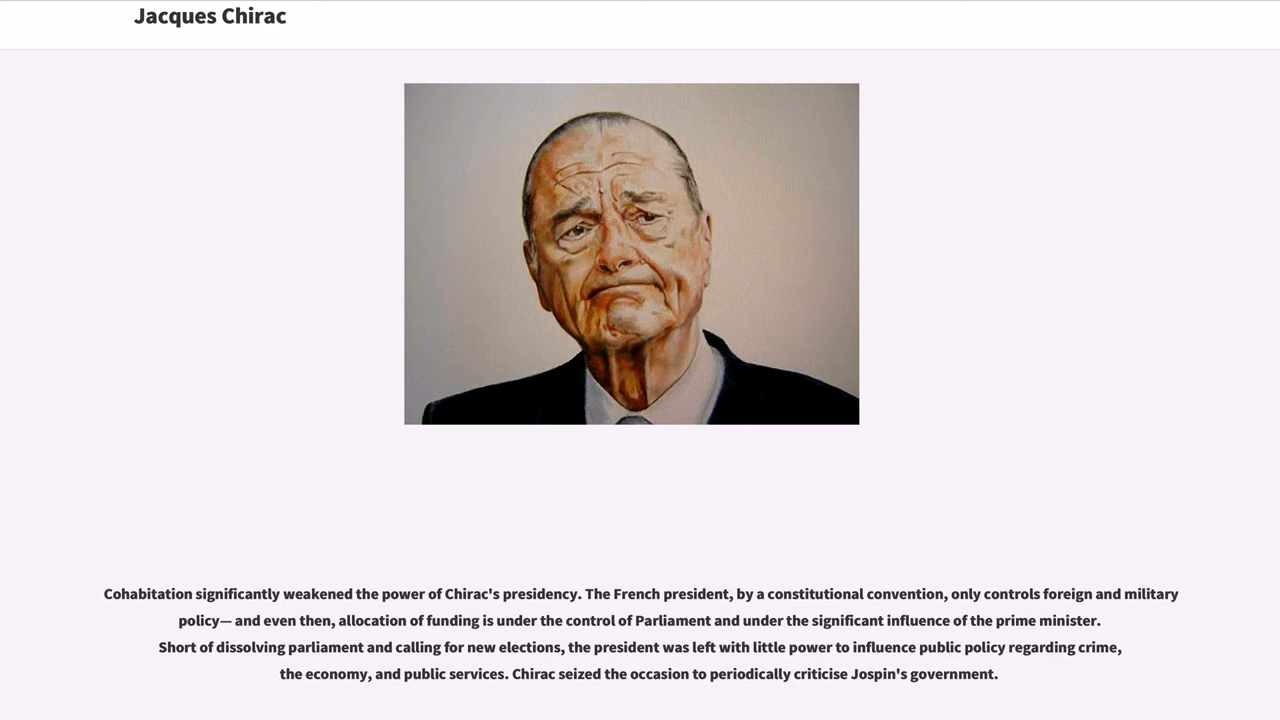 Jacques Chirac
Cohabitation significantly weakened the power of Chirac's presidency. The French president, by a constitutional convention, only controls foreign and military
policy— and even then, allocation of funding is under the control of Parliament and under the significant influence of the prime minister.
Short of dissolving parliament and calling for new elections, the president was left with little power to influence public policy regarding crime,
the economy, and public services. Chirac seized the occasion to periodically criticise Jospin's government.